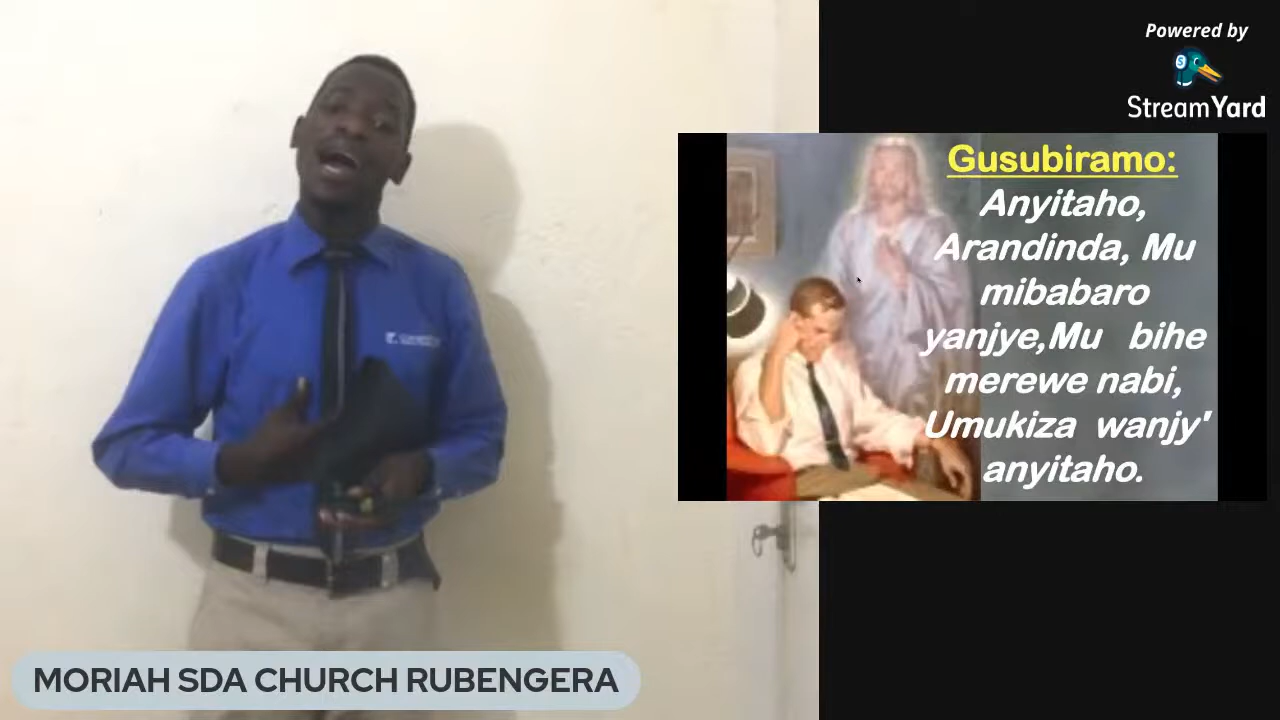 Powered by
StreamYard
Gusubiramo:
Anyitaho,
Arandinda, Mu
mibabaro
yanjye,Mu bihe
merewe nabi,
Umukiza wanjy'
anyitaho.
MORIAH SDA CHURCH RUBENGERA